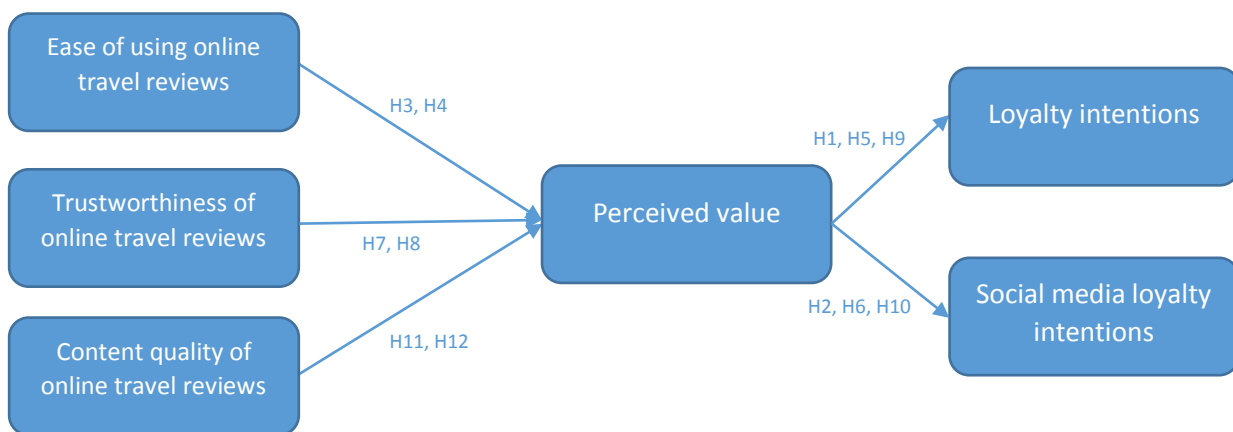 Ease of using online
travel reviews
H3, H4
Loyalty intentions
H1, H5, H9
Trustworthiness of
online travel reviews
Perceived value
H7, H8
Social media loyalty
intentions
H2, H6, H10
H11, H12
Content quality of
online travel reviews